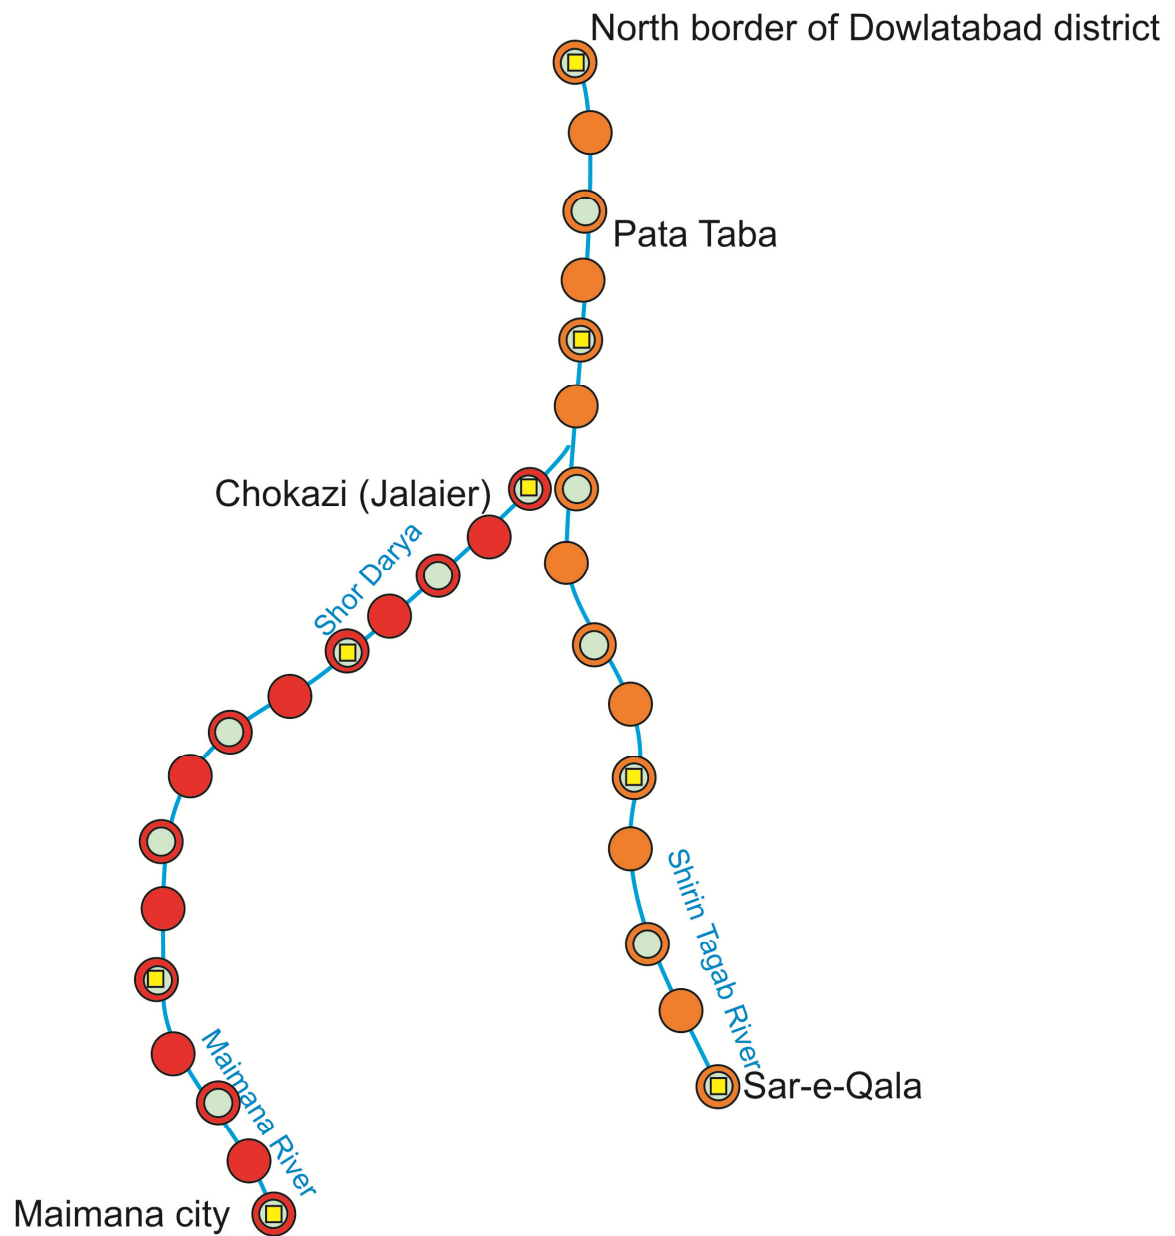 North border of Dowlatabad district
Pata Taba
Chokazi (Jalaier)
Shor Darya
Shirin Tagab River
Maimana River
Sar-e-Qala
Maimana city